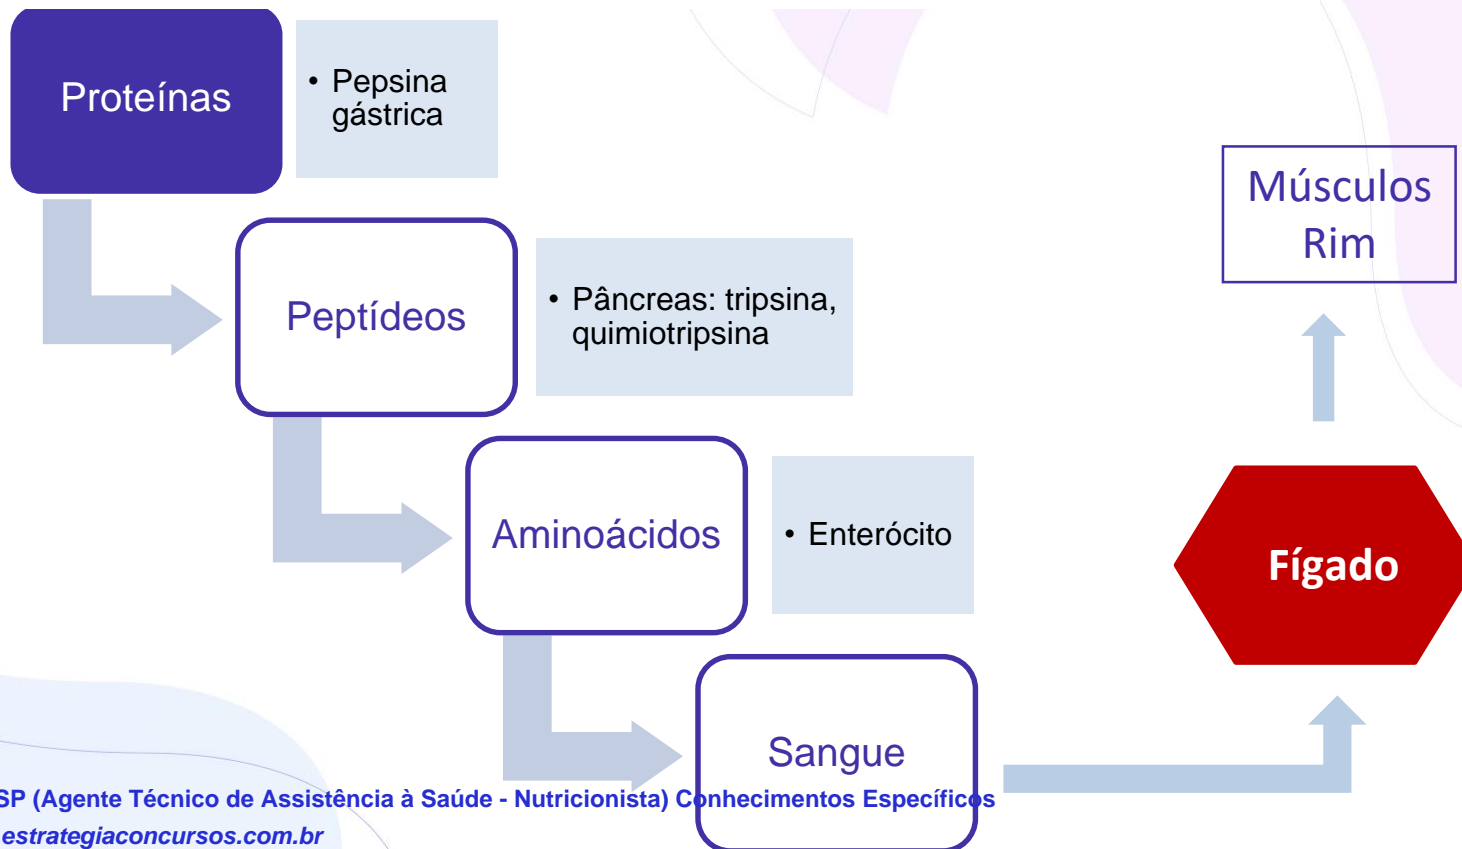 Proteínas
• Pepsina
gástrica
Peptídeos
• Pâncreas: tripsina,
quimiotripsina
Aminoácidos
• Enterócito
Sangue
Fígado
Músculos
Rim
SP (Agente Técnico de Assistência à Saúde - Nutricionista) Conhecimentos Específicos
estrategiaconcursos.com.br